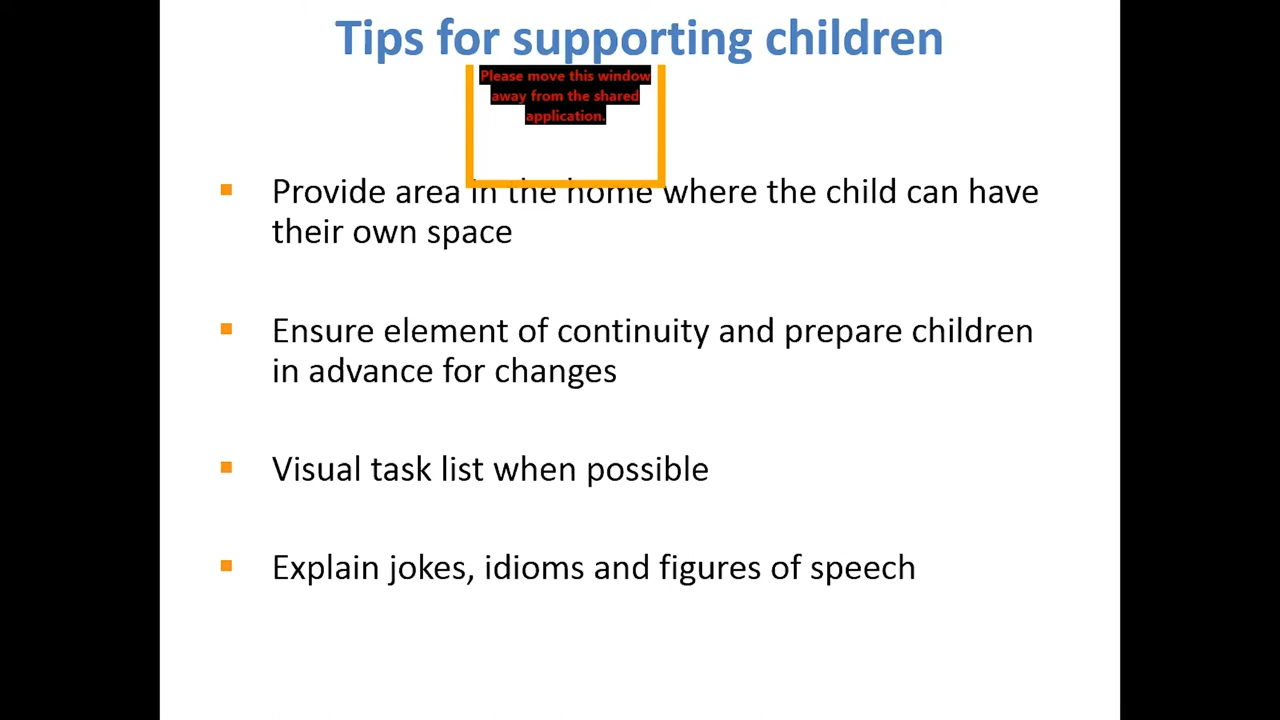 Tips for supporting children
Please move this window
away from the shared
application.
Provide area in the home where the child can have
their own space
Ensure element of continuity and prepare children
in advance for changes
Visual task list when possible
Explain jokes, idioms and figures of speech